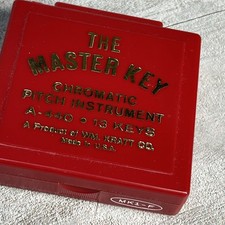 THE
MASTER KEY
CHROMATIC
PITCH INSTRUMENT
A-440 • 13 KEYS
A Product of WM. KRATT CO.
Made in U.S.A.
MK1-F